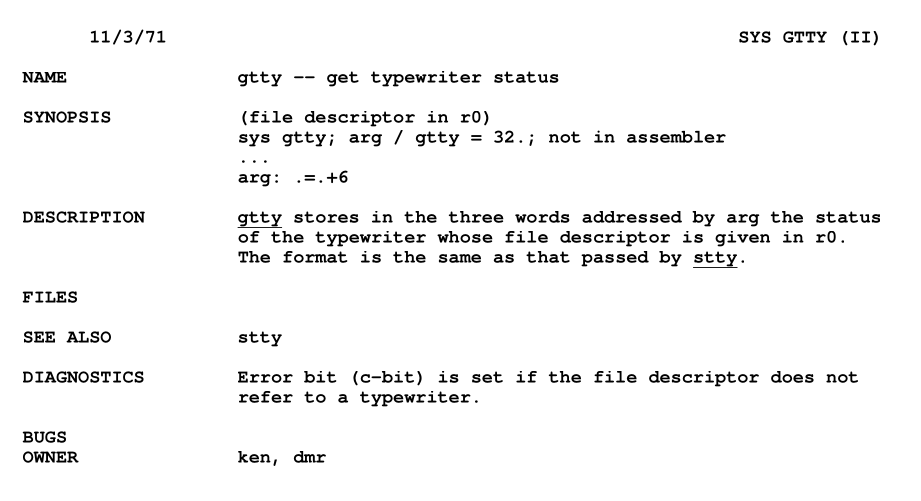 11/3/71 SYS GTTY (II)
NAME gtty -- get typewriter status
SYNOPSIS (file descriptor in r0)
sys gtty; arg / gtty = 32.; not in assembler
...
arg: .=.+6
DESCRIPTION gtty stores in the three words addressed by arg the status
of the typewriter whose file descriptor is given in r0.
The format is the same as that passed by stty.
FILES
SEE ALSO stty
DIAGNOSTICS Error bit (c-bit) is set if the file descriptor does not
refer to a typewriter.
BUGS
OWNER ken, dmr